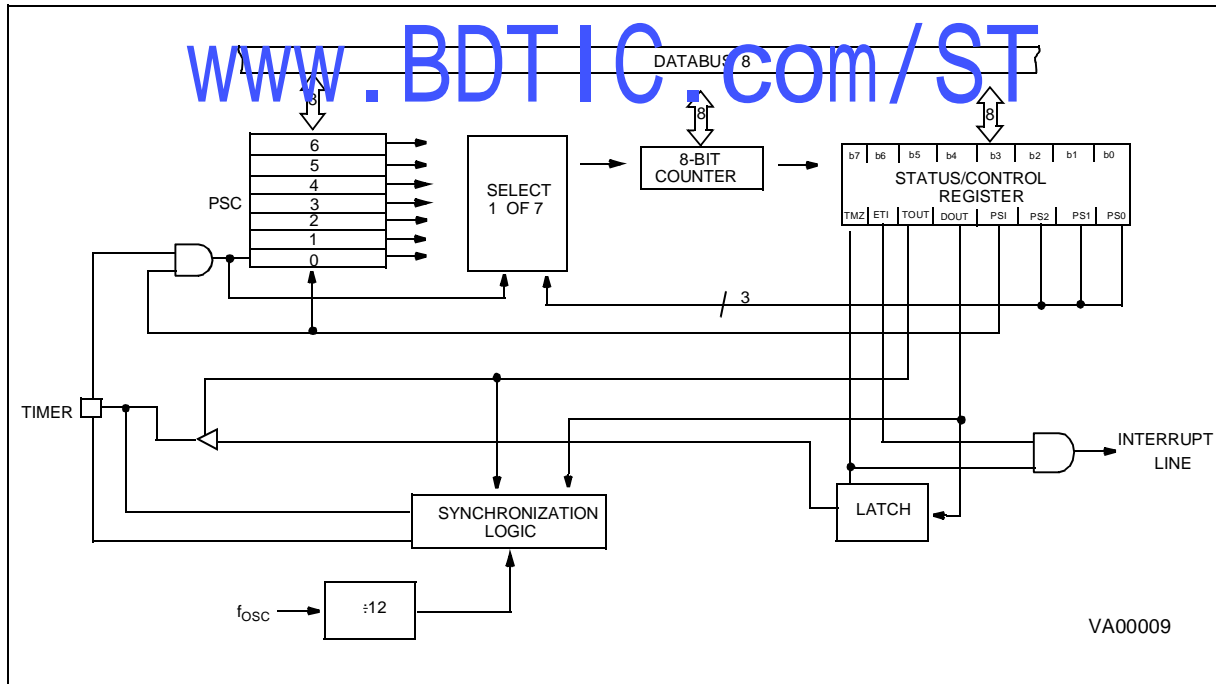 www.BDTIC.com/ST
DATABUS 8
8
8
8
6
5
4
3
2
1
0
PSC
SELECT
1 OF 7
8-BIT
COUNTER
b7 b6 b5 b4 b3 b2 b1 b0
STATUS/CONTROL
REGISTER
TMZ ETI TOUT DOUT PSI PS2 PS1 PS0
3
TIMER
INTERRUPT
LINE
SYNCHRONIZATION
LOGIC
LATCH
fOSC
÷12
VA00009